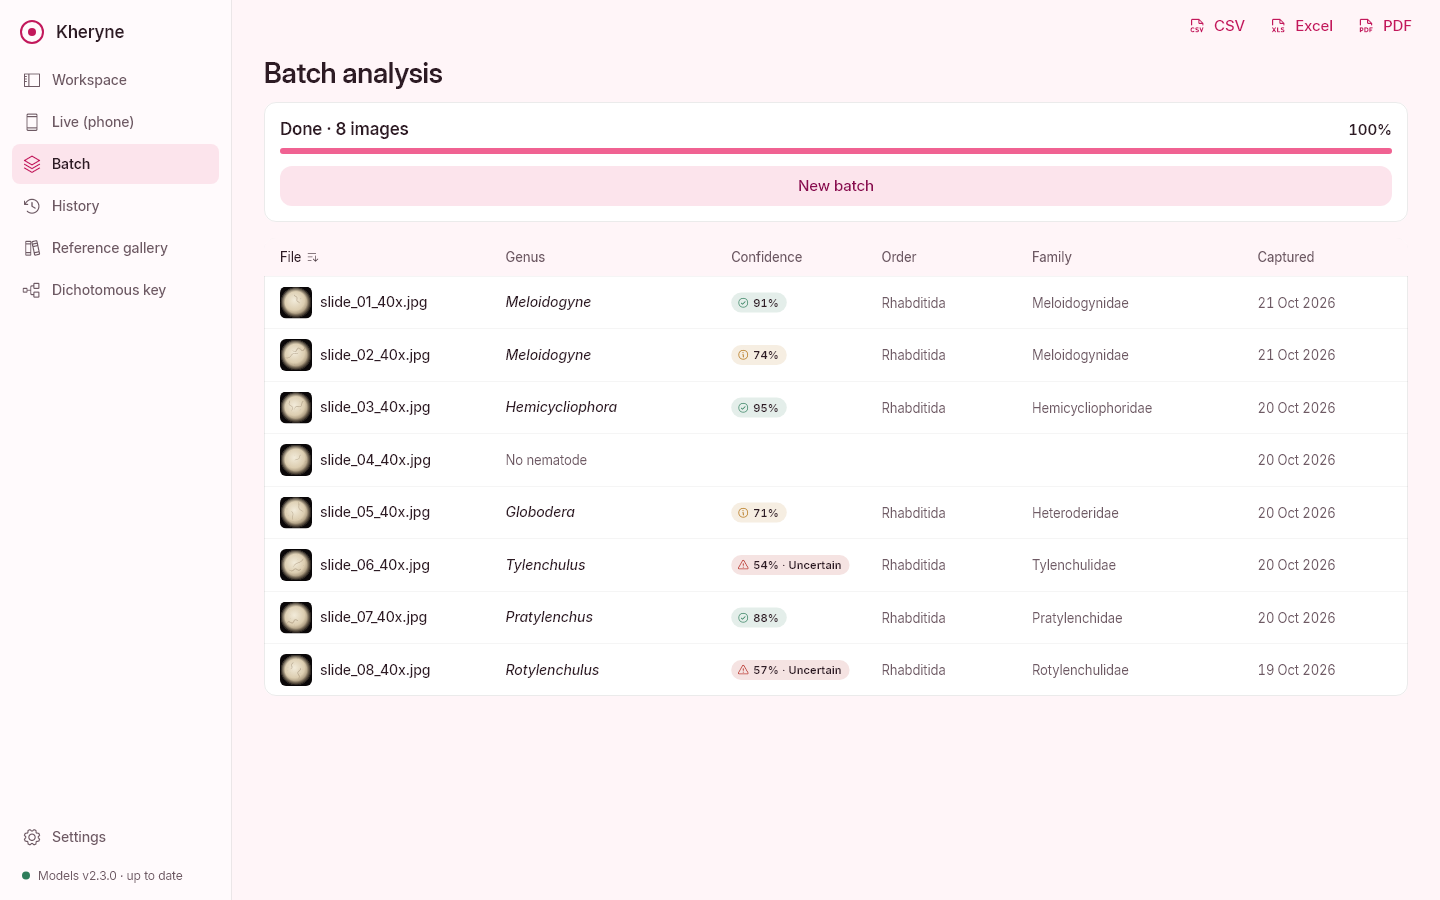 Kheryne
Workspace
Live (phone)
Batch
History
Reference gallery
Dichotomous key
Settings
Models v2.3.0 · up to date
CSV CSV XLS Excel PDF PDF
Batch analysis
Done · 8 images 100%
New batch
File Genus Confidence Order Family Captured
slide_01_40x.jpg Meloidogyne 91% Rhabditida Meloidogynidae 21 Oct 2026
slide_02_40x.jpg Meloidogyne 74% Rhabditida Meloidogynidae 21 Oct 2026
slide_03_40x.jpg Hemicycliophora 95% Rhabditida Hemicycliophoridae 20 Oct 2026
slide_04_40x.jpg No nematode 20 Oct 2026
slide_05_40x.jpg Globodera 71% Rhabditida Heteroderidae 20 Oct 2026
slide_06_40x.jpg Tylenchulus 54% · Uncertain Rhabditida Tylenchulidae 20 Oct 2026
slide_07_40x.jpg Pratylenchus 88% Rhabditida Pratylenchidae 20 Oct 2026
slide_08_40x.jpg Rotylenchulus 57% · Uncertain Rhabditida Rotylenchulidae 19 Oct 2026